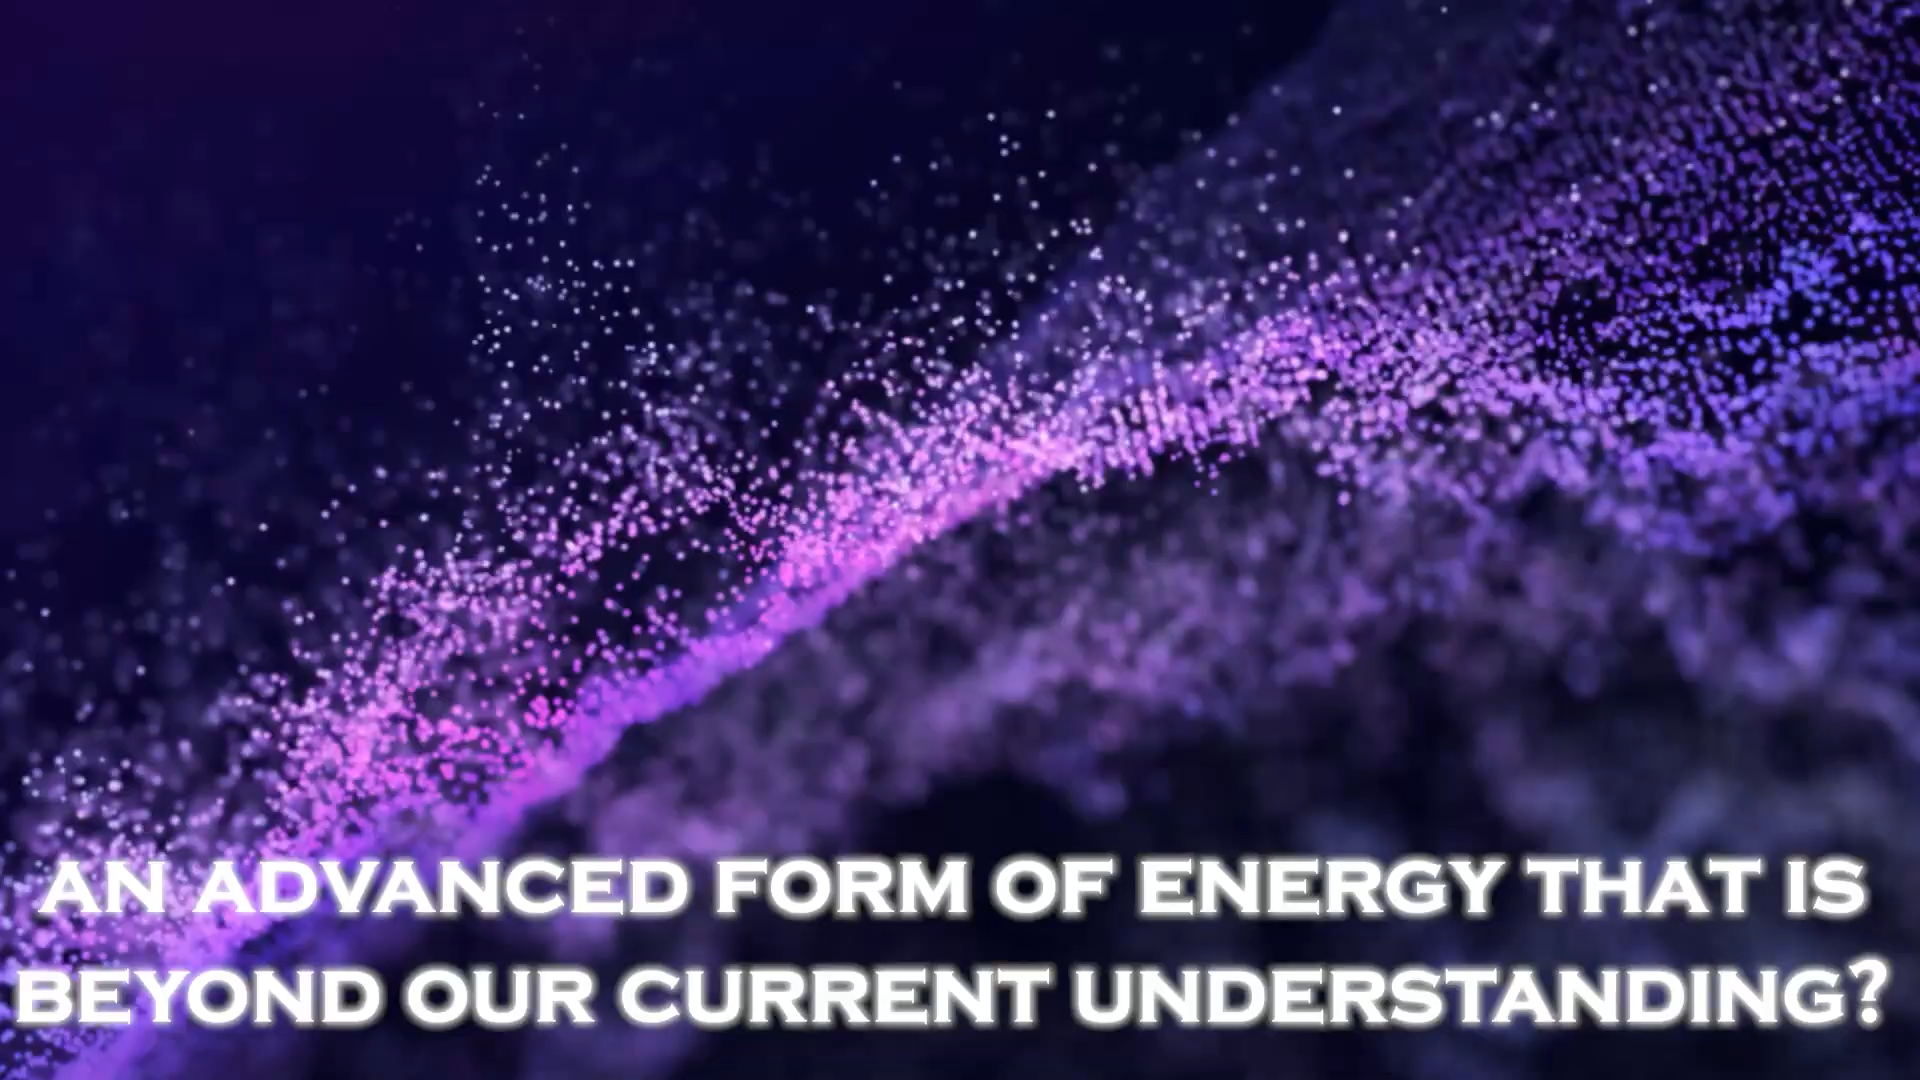 AN ADVANCED FORM OF ENERGY THAT IS
BEYOND OUR CURRENT UNDERSTANDING?